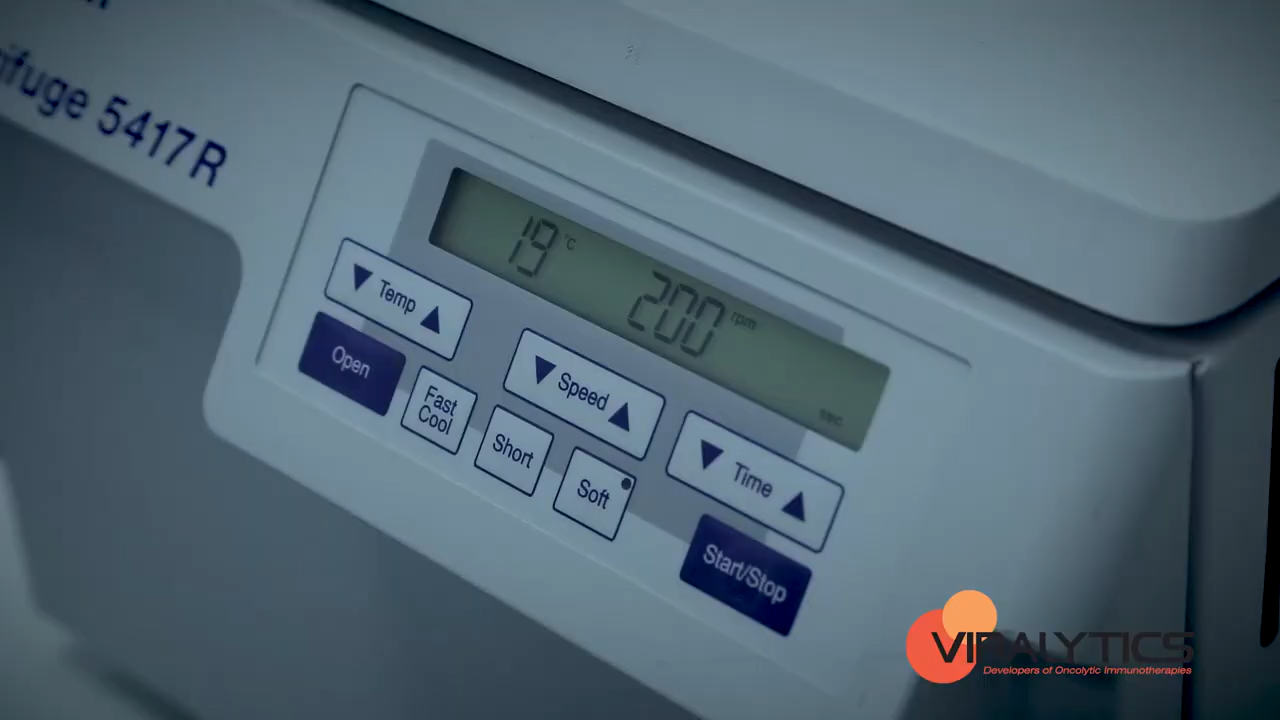 5417R
19 °C
200 rpm
sec
Temp
Open
Fast
Cool
Speed
Short
Soft
Time
Start/Stop
VIRALYTICS
Developers of Oncolytic Immunotherapies